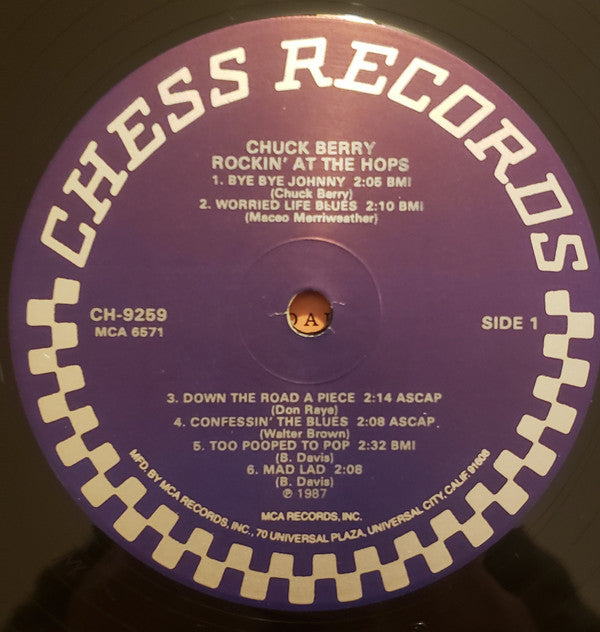 CHESS RECORDS
CHUCK BERRY
ROCKIN' AT THE HOPS
1. BYE BYE JOHNNY 2:05 BMI
(Chuck Berry)
2. WORRIED LIFE BLUES 2:10 BMI
(Maceo Merriweather)
CH-9259
MCA 6571
SIDE 1
3. DOWN THE ROAD A PIECE 2:14 ASCAP
(Don Raye)
4. CONFESSIN' THE BLUES 2:08 ASCAP
(Walter Brown)
5. TOO POOPED TO POP 2:32 BMI
(B. Davis)
6. MAD LAD 2:08
(B. Davis)
℗ 1987
MCA RECORDS, INC.
MFD. BY MCA RECORDS, INC., 70 UNIVERSAL PLAZA, UNIVERSAL CITY, CALIF. 91608